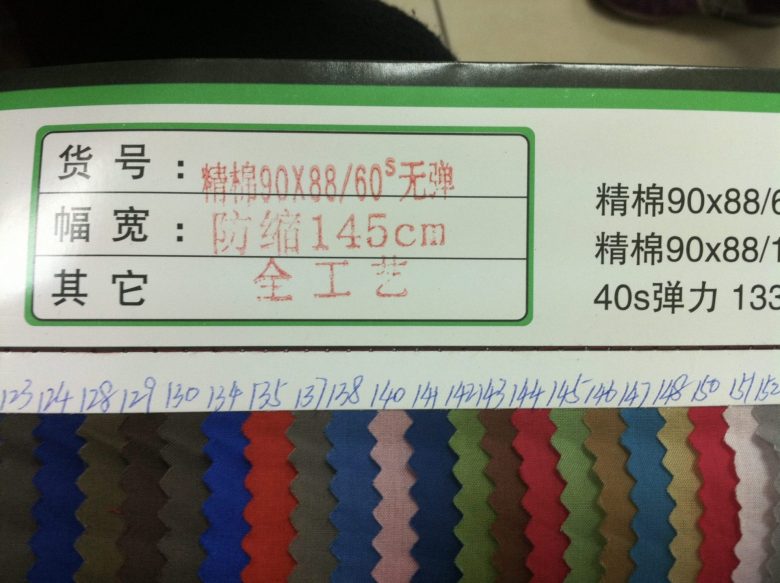 货号: 精棉90X88/60s无弹
幅宽: 防缩145cm
其它 全工艺
精棉90x88/6
精棉90x88/1
40s弹力 133
123 124 128 129 130 134 135 137 138 140 141 142 143 144 145 146 147 148 150 151 152